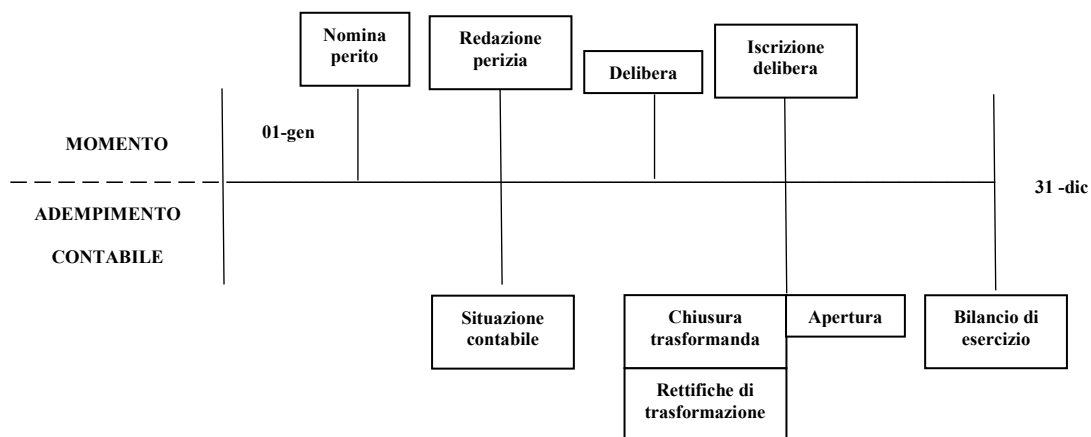 Nomina
perito
Redazione
perizia
Delibera
Iscrizione
delibera
01-gen
MOMENTO
31 -dic
ADEMPIMENTO
CONTABILE
Situazione
contabile
Chiusura
trasformanda
Apertura
Bilancio di
esercizio
Rettifiche di
trasformazione